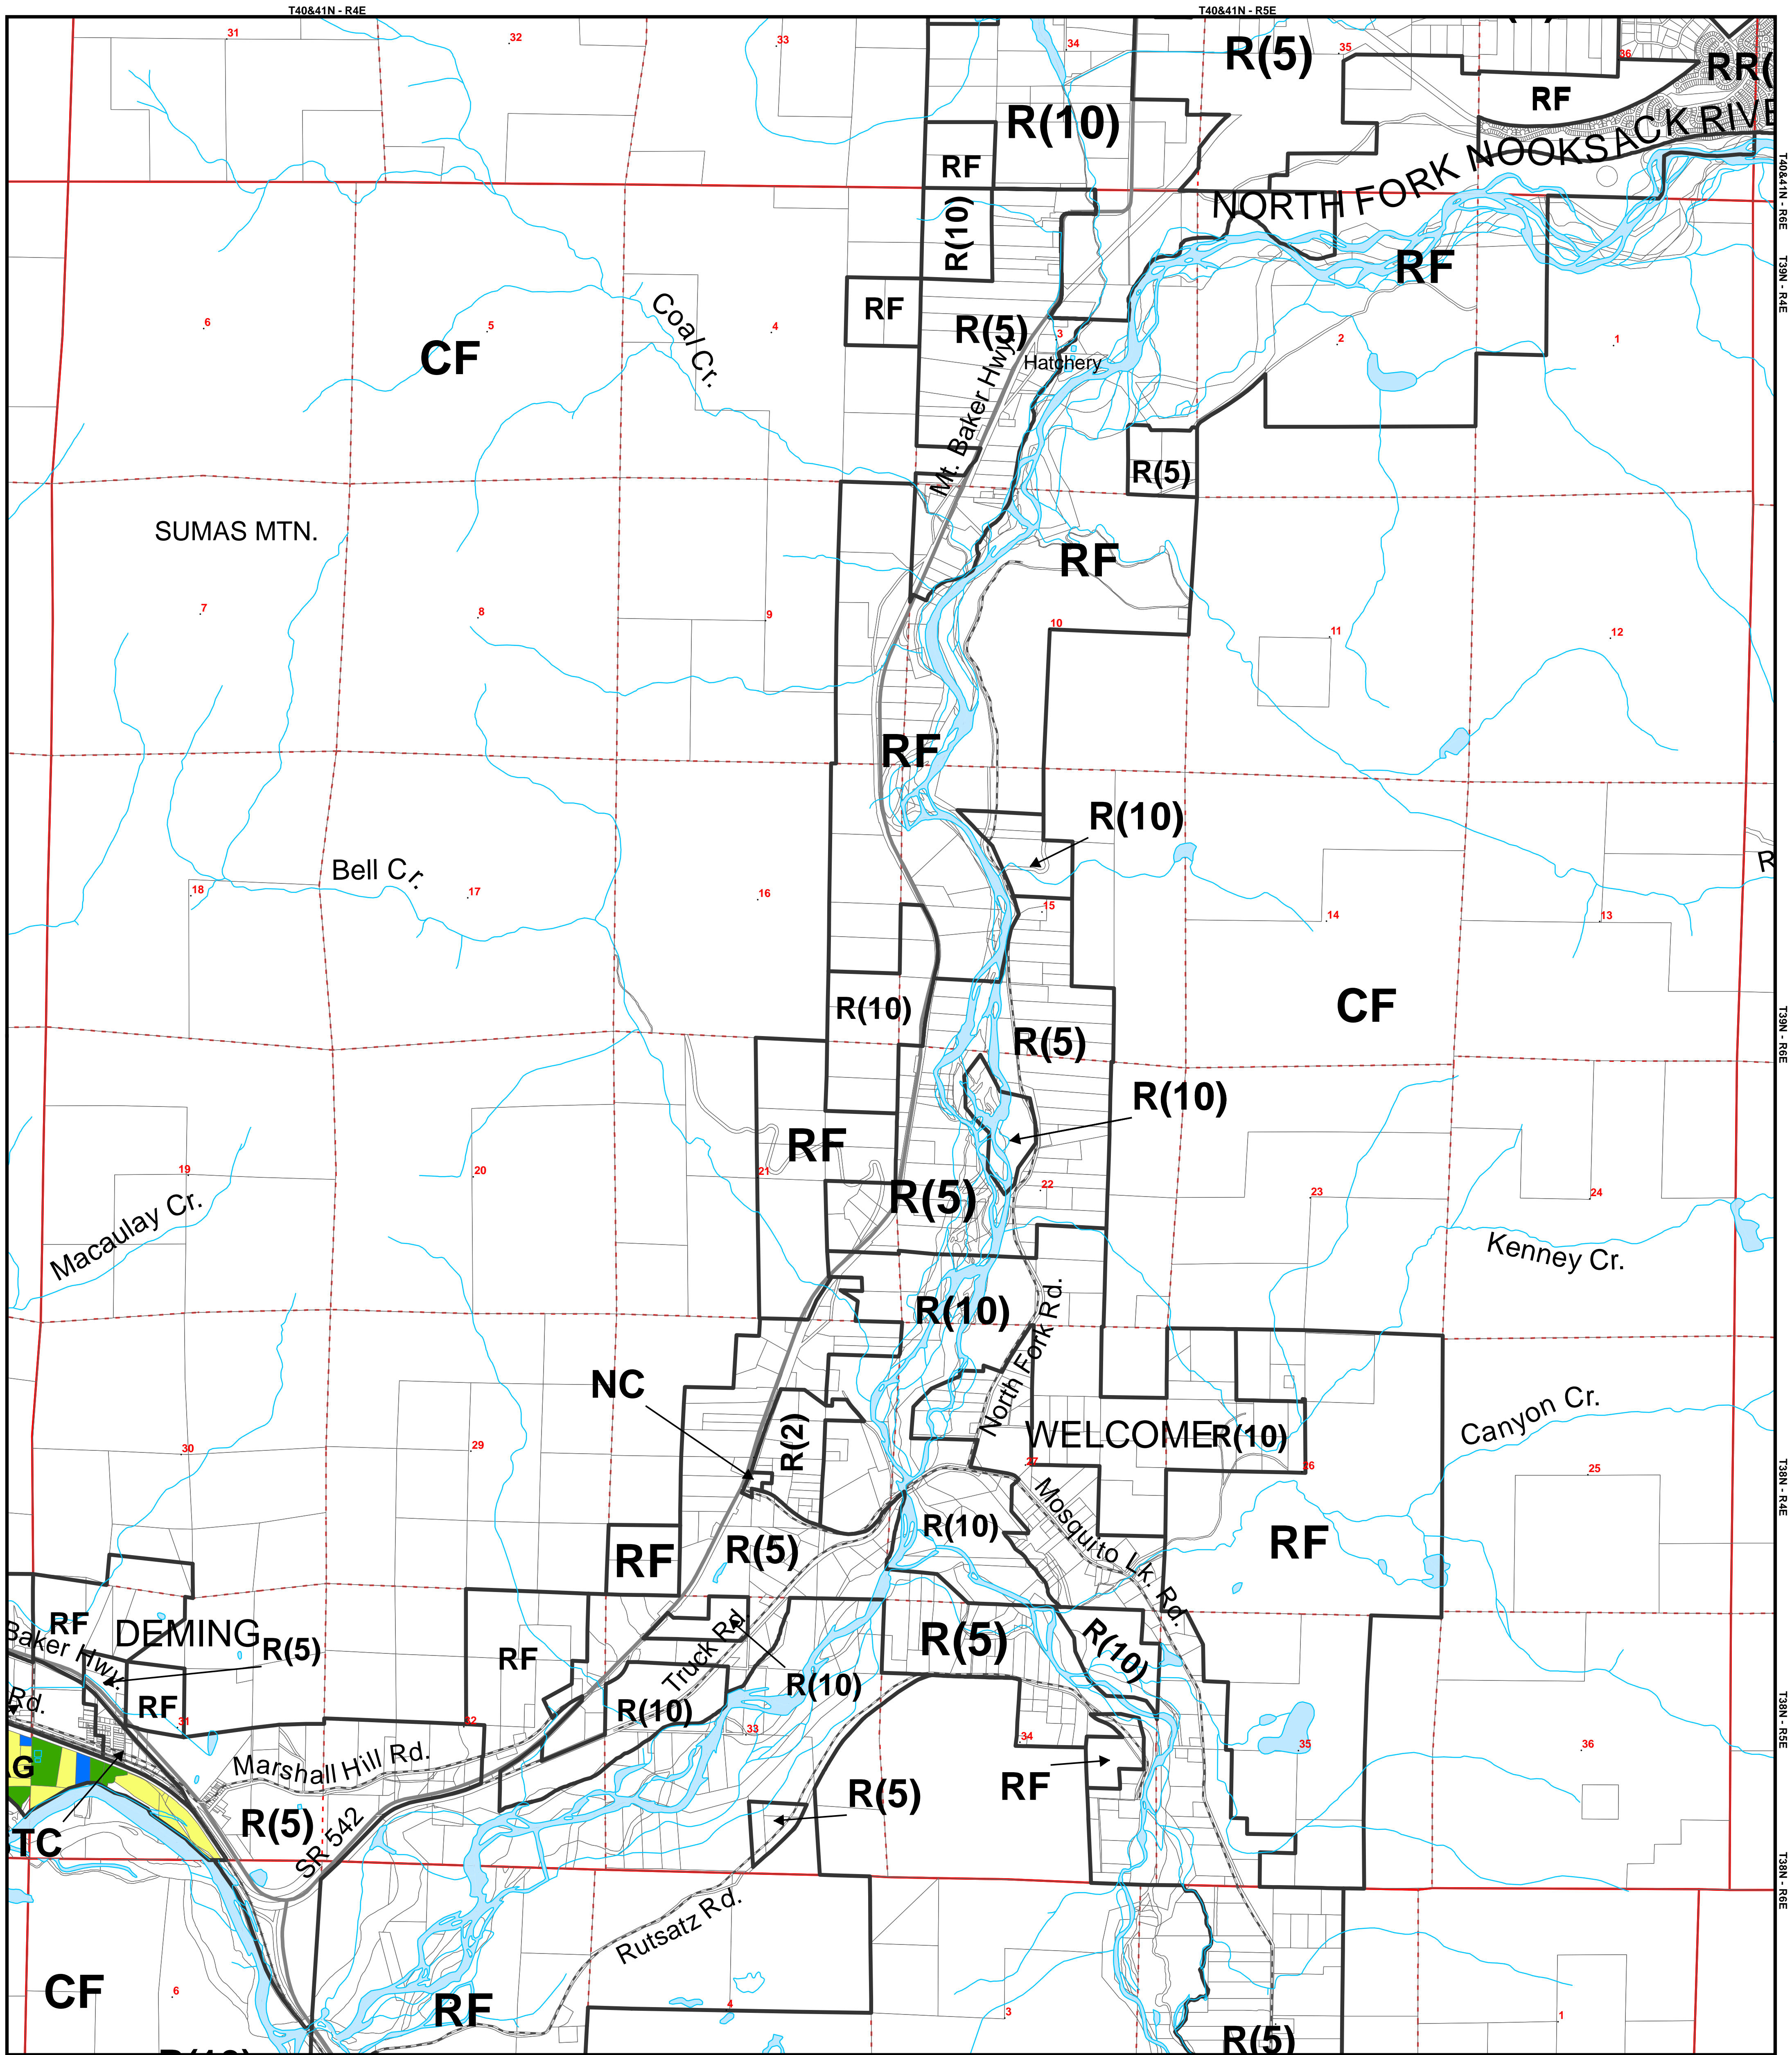 T40&41N - R4E
T40&41N - R5E
31
32
33
34
R(5)
35
36
RR(
RF
R(10)
RF
NORTH FORK NOOKSACK RIVE
T40&41N - R6E
R(10)
RF
T39N - R4E
6
5
Coal Cr.
4
RF
R(5)
3
2
1
CF
Hatchery
Mt. Baker Hwy.
R(5)
SUMAS MTN.
RF
7
8
9
10
11
12
RF
R(10)
Bell Cr.
R
18
17
16
15
14
13
R(10)
CF
T39N - R6E
R(5)
R(10)
RF
19
20
21
R(5)
22
23
24
Macaulay Cr.
Kenney Cr.
R(10)
North Fork Rd.
NC
R(2)
WELCOME
R(10)
Canyon Cr.
30
29
27
26
25
T38N - R4E
Mosquito Lk. Rd.
R(10)
RF
R(5)
RF
RF
DEMING
R(5)
Baker Hwy.
RF
Truck Rd.
R(5)
R(10)
R(10)
Rd.
RF
R(10)
31
32
33
34
35
36
T38N - R5E
AG
Marshall Hill Rd.
RF
R(5)
R(5)
TC
SR 542
T38N - R6E
Rutsatz Rd.
CF
6
RF
4
3
1
R(5)